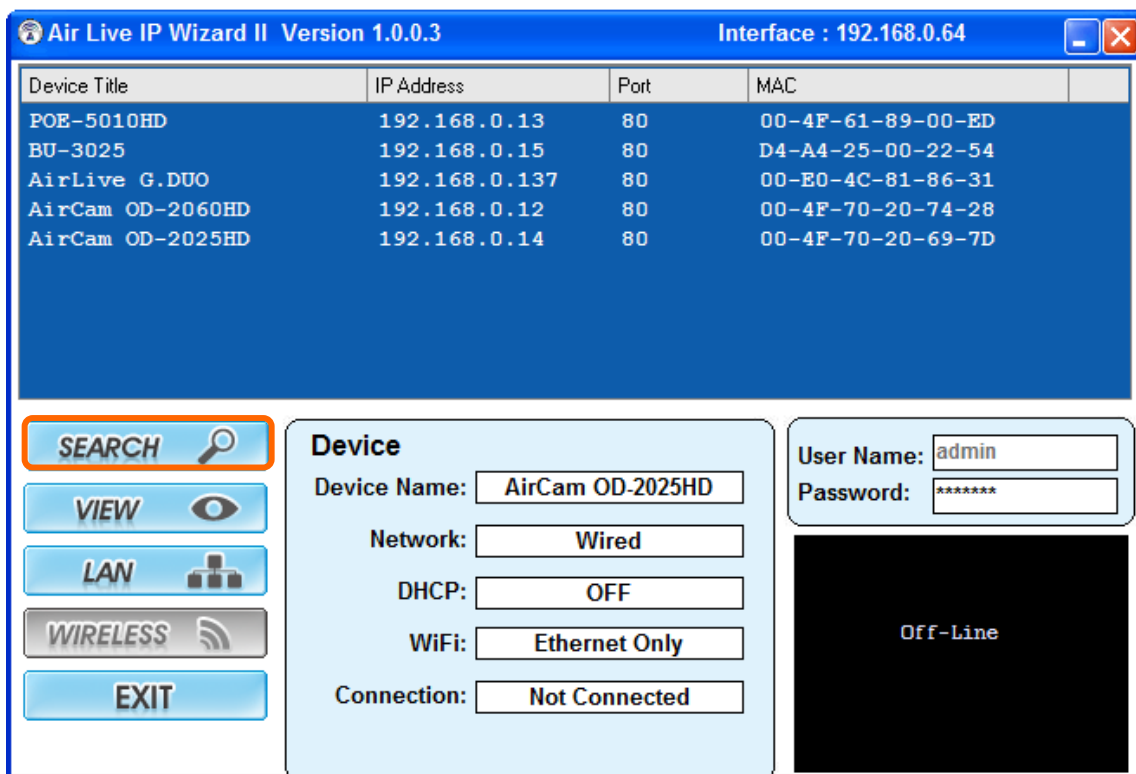 Air Live IP Wizard II Version 1.0.0.3 Interface : 192.168.0.64
Device Title IP Address Port MAC
POE-5010HD 192.168.0.13 80 00-4F-61-89-00-ED
BU-3025 192.168.0.15 80 D4-A4-25-00-22-54
AirLive G.DUO 192.168.0.137 80 00-E0-4C-81-86-31
AirCam OD-2060HD 192.168.0.12 80 00-4F-70-20-74-28
AirCam OD-2025HD 192.168.0.14 80 00-4F-70-20-69-7D
SEARCH
VIEW
LAN
WIRELESS
EXIT
Device
Device Name: AirCam OD-2025HD
Network: Wired
DHCP: OFF
WiFi: Ethernet Only
Connection: Not Connected
User Name: admin
Password: *******
Off-Line